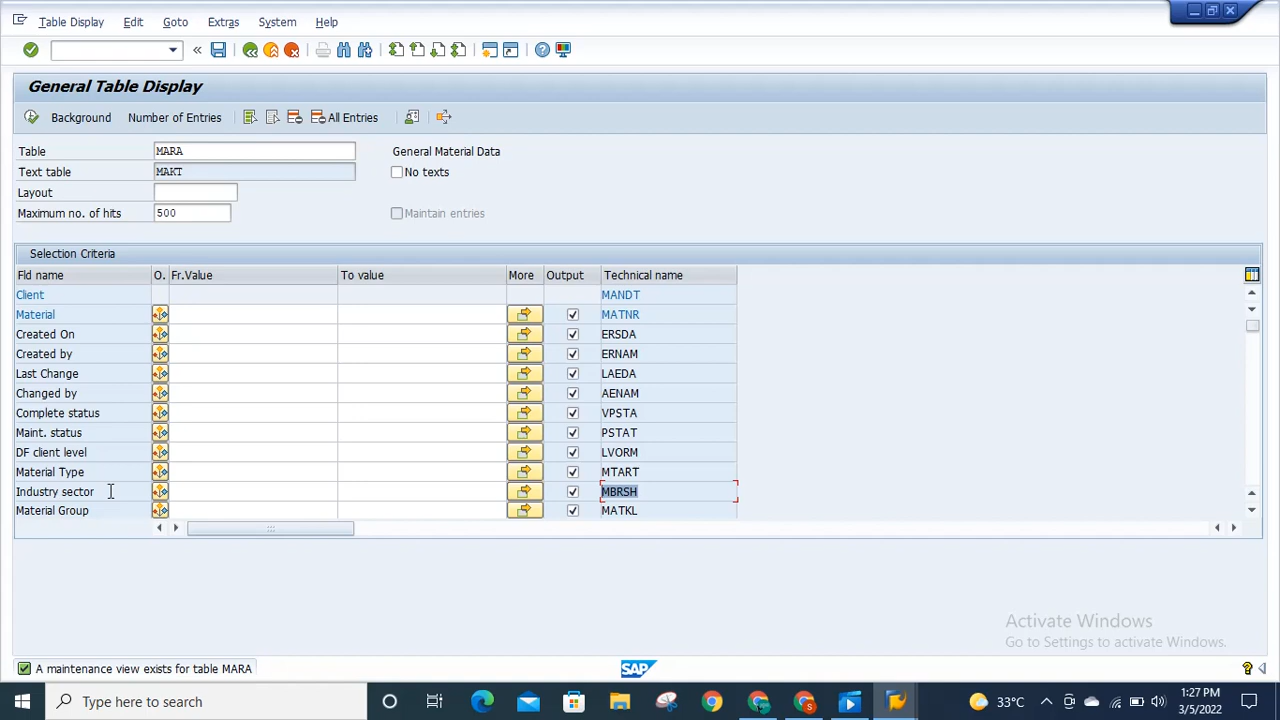 Table Display Edit Goto Extras System Help
General Table Display
Background Number of Entries All Entries
Table MARA General Material Data
Text table MAKT No texts
Layout
Maximum no. of hits 500 Maintain entries
Selection Criteria
Fld name O. Fr.Value To value More Output Technical name
Client MANDT
Material MATNR
Created On ERSDA
Created by ERNAM
Last Change LAEDA
Changed by AENAM
Complete status VPSTA
Maint. status PSTAT
DF client level LVORM
Material Type MTART
Industry sector MBRSH
Material Group MATKL
Activate Windows
Go to Settings to activate Windows.
A maintenance view exists for table MARA SAP
Type here to search 33°C 1:27 PM
3/5/2022